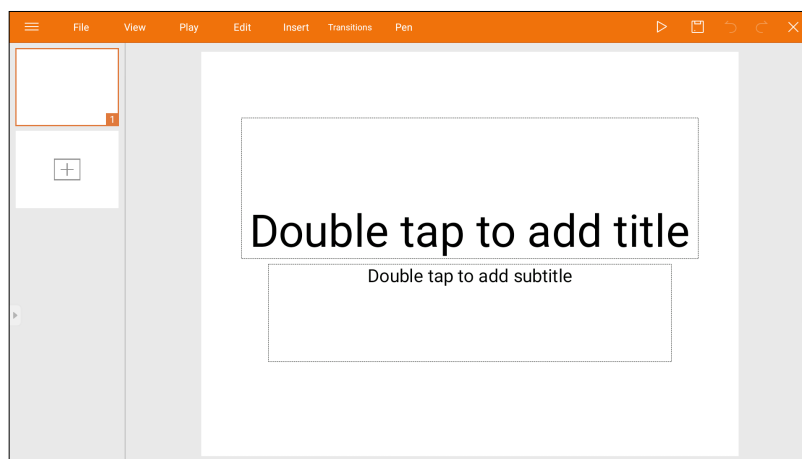 File View Play Edit Insert Transitions Pen
1
Double tap to add title
Double tap to add subtitle